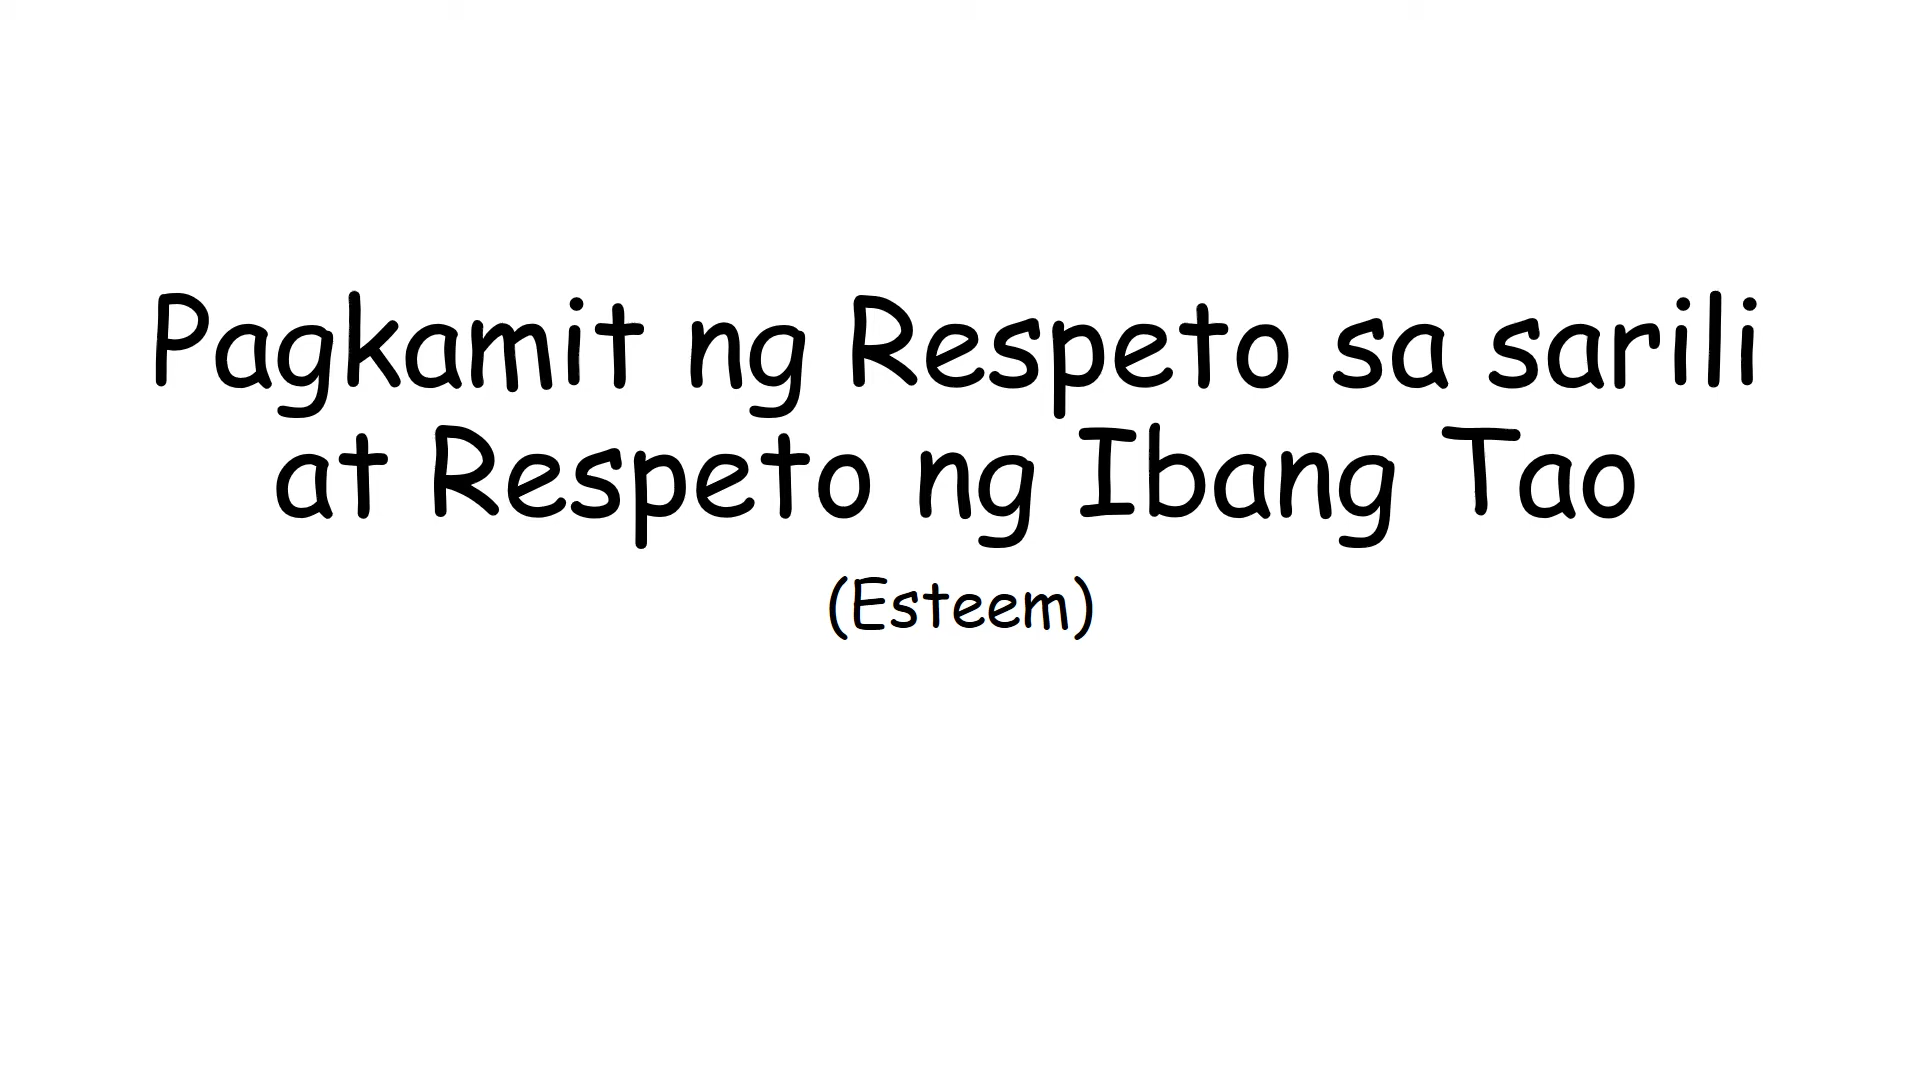 Pagkamit ng Respeto sa sarili
at Respeto ng Ibang Tao
(Esteem)